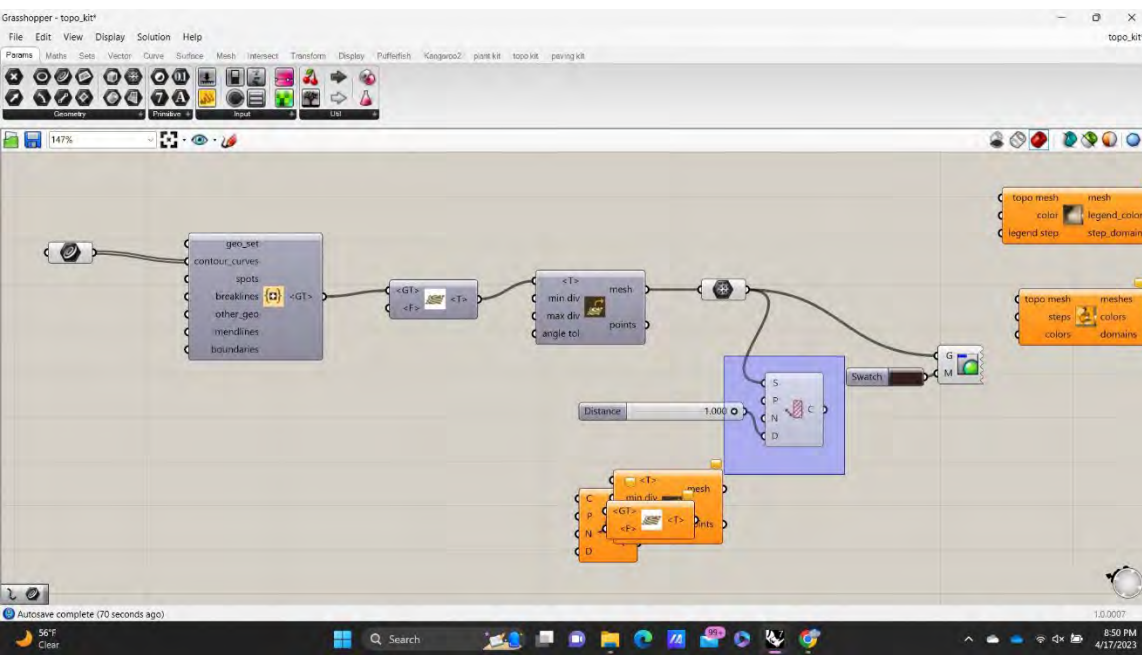 Grasshopper - topo_kit*
File Edit View Display Solution Help
topo_kit*
Params Maths Sets Vector Curve Surface Mesh Intersect Transform Display Pufferfish Kangaroo2 plant kit topo kit paving kit
Geometry Primitive Input Util
147%
geo_set
contour_curves
spots
breaklines
other_geo
mendlines
boundaries
<GT>
<GT>
<F>
<T>
<T>
min div
max div
angle tol
mesh
points
topo mesh
color
legend step
mesh
legend_color
step_domain
topo mesh
steps
colors
meshes
colors
domains
G
M
Swatch
S
P
N
D
C
Distance 1.000
<T>
min div
mesh
C
P
N
D
<GT>
<F>
<T>
Autosave complete (70 seconds ago)
1.0.0007
56°F
Clear
Search
99+
8:50 PM
4/17/2023